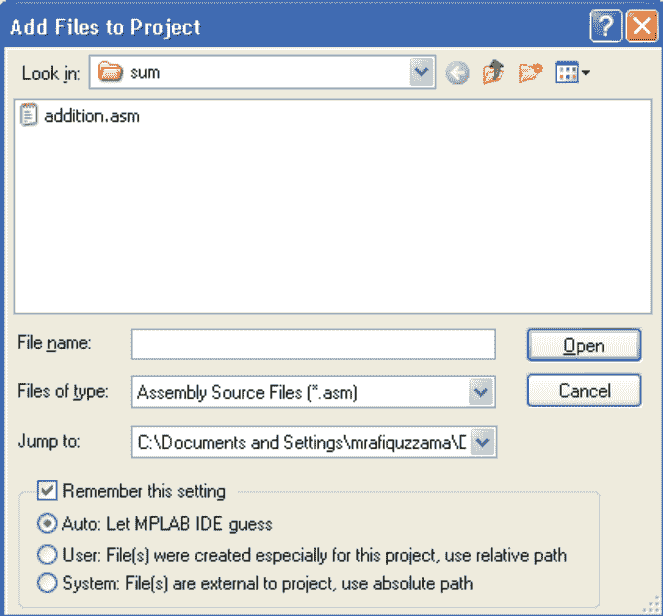 Add Files to Project
Look in: sum
addition.asm
File name:
Open
Files of type: Assembly Source Files (*.asm)
Cancel
Jump to: C:\Documents and Settings\mrafiquzzama\D
Remember this setting
Auto: Let MPLAB IDE guess
User: File(s) were created especially for this project, use relative path
System: File(s) are external to project, use absolute path